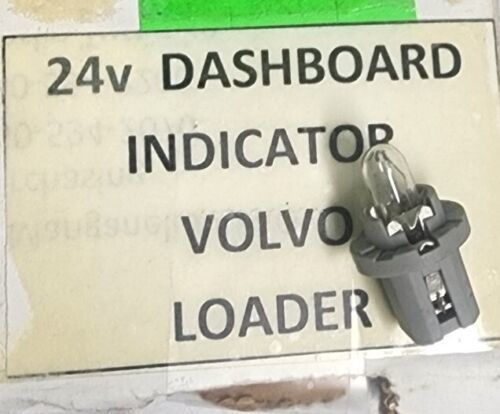 24v DASHBOARD
INDICATOR
VOLVO
LOADER